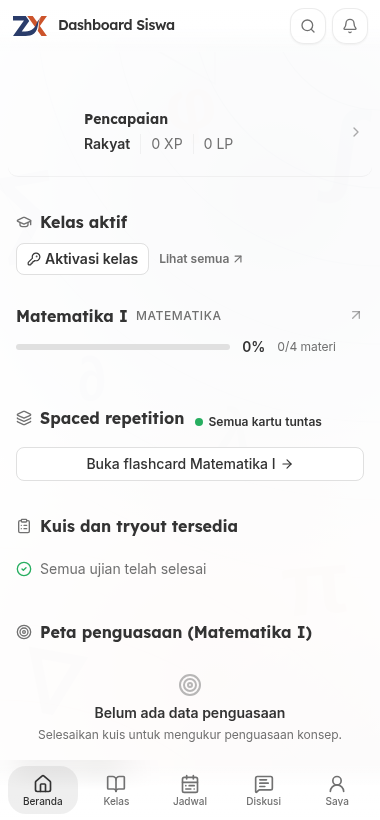 ZX Dashboard Siswa
Pencapaian
Rakyat 0 XP 0 LP
Kelas aktif
Aktivasi kelas Lihat semua
Matematika I MATEMATIKA
0% 0/4 materi
Spaced repetition Semua kartu tuntas
Buka flashcard Matematika I
Kuis dan tryout tersedia
Semua ujian telah selesai
Peta penguasaan (Matematika I)
Belum ada data penguasaan
Selesaikan kuis untuk mengukur penguasaan konsep.
Beranda Kelas Jadwal Diskusi Saya